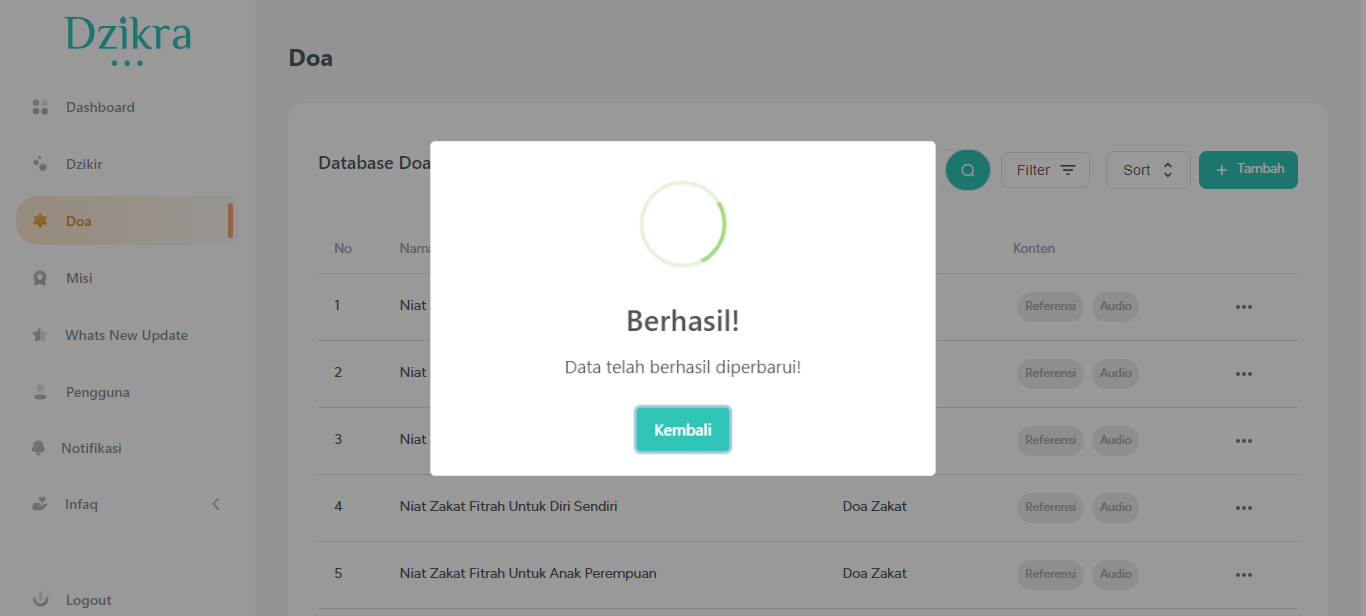 Dzikra
Dashboard
Dzikir
Doa
Misi
Whats New Update
Pengguna
Notifikasi
Infaq
Logout
Doa
Database Doa
Filter
Sort
+ Tambah
No
Konten
1 Niat Referensi Audio
2 Niat Referensi Audio
3 Niat Referensi Audio
4 Niat Zakat Fitrah Untuk Diri Sendiri Doa Zakat Referensi Audio
5 Niat Zakat Fitrah Untuk Anak Perempuan Doa Zakat Referensi Audio
Berhasil!
Data telah berhasil diperbarui!
Kembali